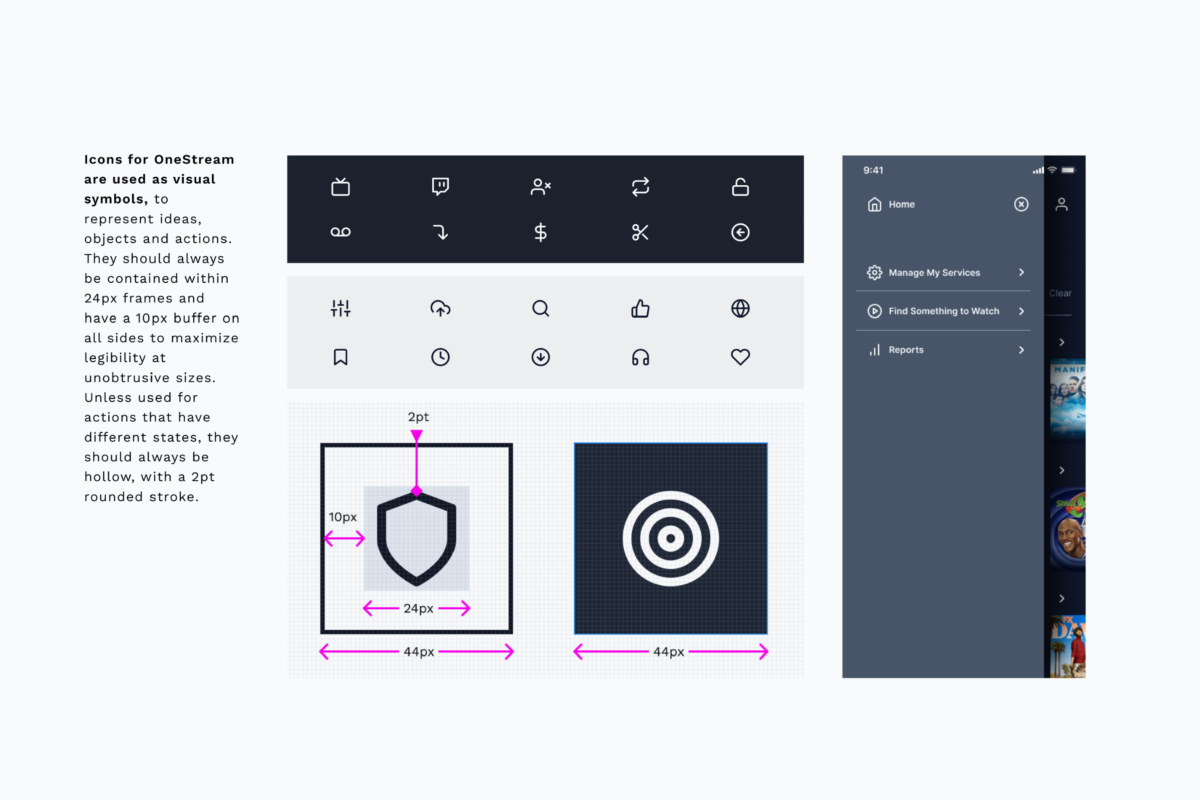 Icons for OneStream
are used as visual
symbols, to
represent ideas,
objects and actions.
They should always
be contained within
24px frames and
have a 10px buffer on
all sides to maximize
legibility at
unobtrusive sizes.
Unless used for
actions that have
different states, they
should always be
hollow, with a 2pt
rounded stroke.
2pt
10px
24px
44px
44px
9:41
Home
Manage My Services
Find Something to Watch
Reports
Clear
MANIF
SPACE
FX
DA